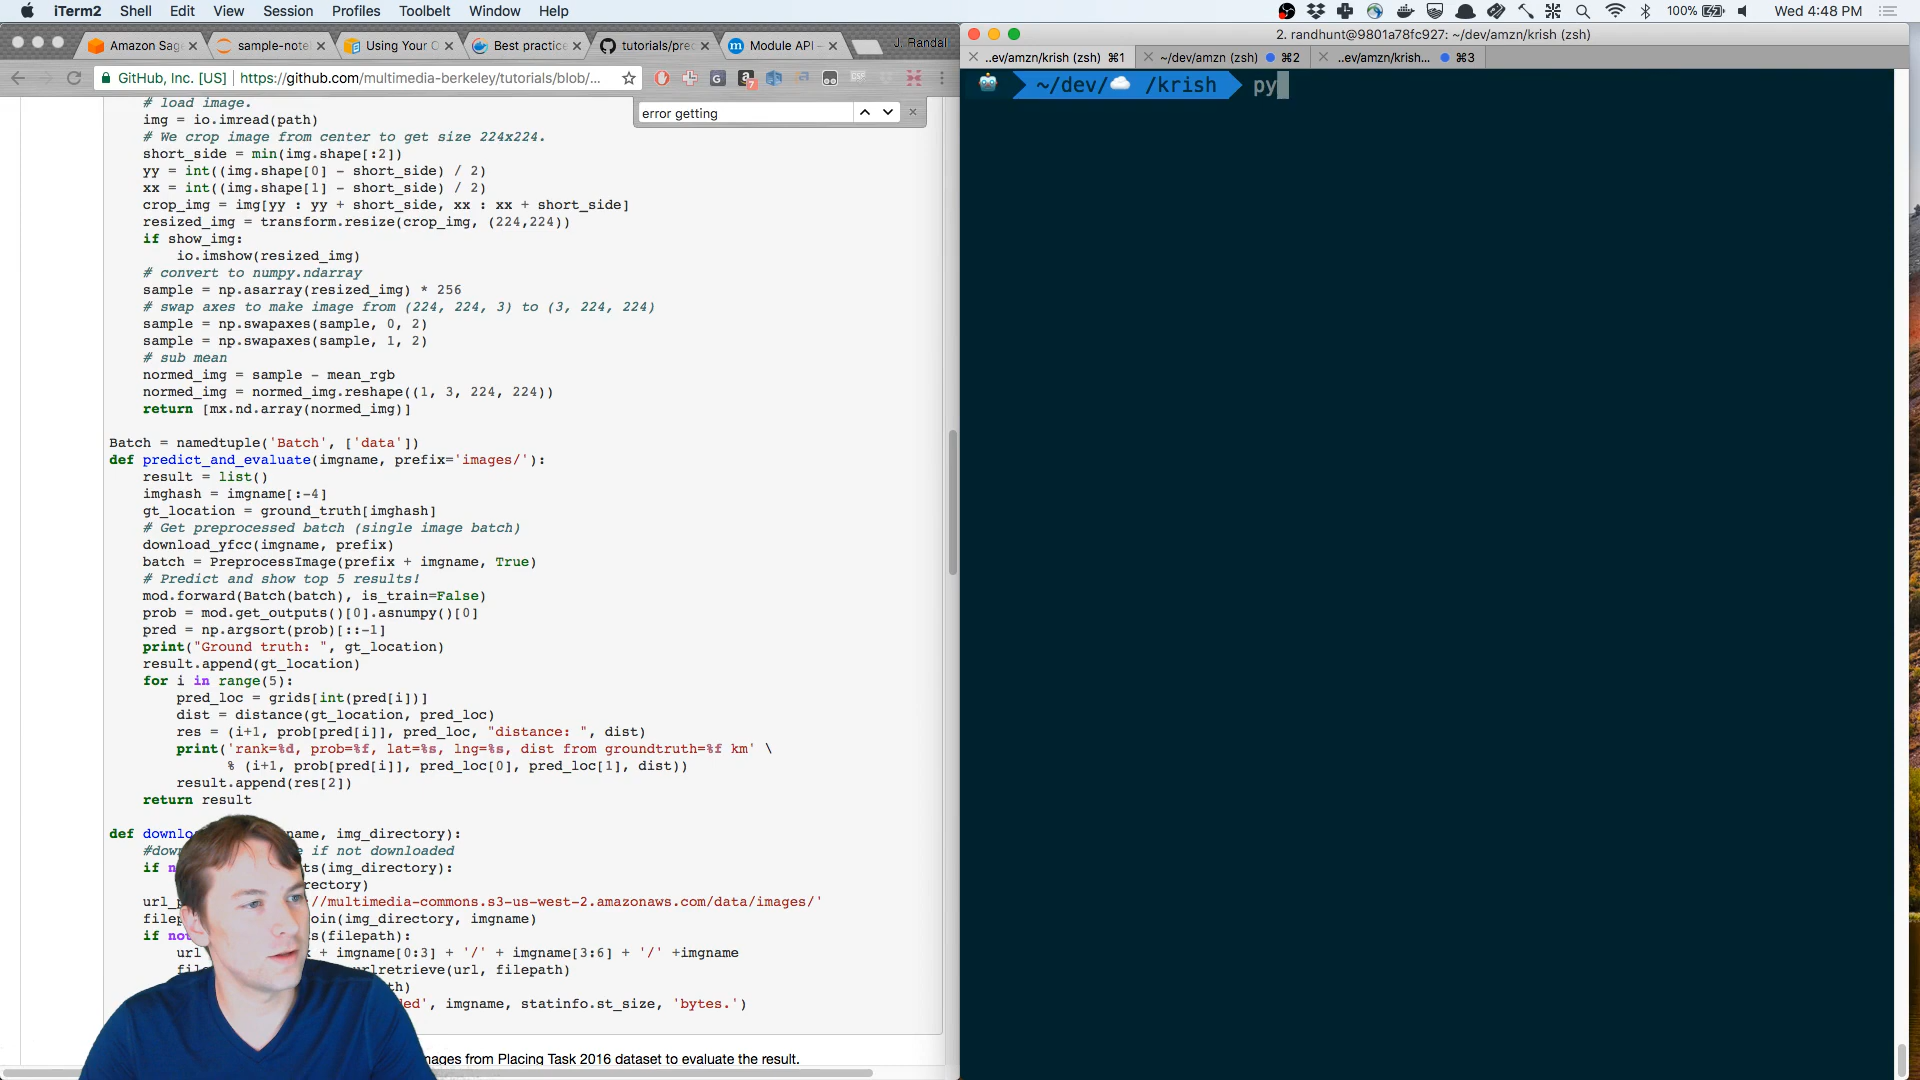 iTerm2 Shell Edit View Session Profiles Toolbelt Window Help 100% Wed 4:48 PM
Amazon Sag sample-note Using Your C Best practice tutorials/prec Module API - J. Randal
2. randhunt@9801a78fc927: ~/dev/amzn/krish (zsh)
..ev/amzn/krish (zsh) ⌘1 ~/dev/amzn (zsh) ⌘2 ..ev/amzn/krish... ⌘3
GitHub, Inc. [US] https://github.com/multimedia-berkeley/tutorials/blob/...
~/dev/ /krish py
error getting
# load image.
img = io.imread(path)
# We crop image from center to get size 224x224.
short_side = min(img.shape[:2])
yy = int((img.shape[0] - short_side) / 2)
xx = int((img.shape[1] - short_side) / 2)
crop_img = img[yy : yy + short_side, xx : xx + short_side]
resized_img = transform.resize(crop_img, (224,224))
if show_img:
io.imshow(resized_img)
# convert to numpy.ndarray
sample = np.asarray(resized_img) * 256
# swap axes to make image from (224, 224, 3) to (3, 224, 224)
sample = np.swapaxes(sample, 0, 2)
sample = np.swapaxes(sample, 1, 2)
# sub mean
normed_img = sample - mean_rgb
normed_img = normed_img.reshape((1, 3, 224, 224))
return [mx.nd.array(normed_img)]
Batch = namedtuple('Batch', ['data'])
def predict_and_evaluate(imgname, prefix='images/'):
result = list()
imghash = imgname[:-4]
gt_location = ground_truth[imghash]
# Get preprocessed batch (single image batch)
download_yfcc(imgname, prefix)
batch = PreprocessImage(prefix + imgname, True)
# Predict and show top 5 results!
mod.forward(Batch(batch), is_train=False)
prob = mod.get_outputs()[0].asnumpy()[0]
pred = np.argsort(prob)[::-1]
print("Ground truth: ", gt_location)
result.append(gt_location)
for i in range(5):
pred_loc = grids[int(pred[i])]
dist = distance(gt_location, pred_loc)
res = (i+1, prob[pred[i]], pred_loc, "distance: ", dist)
print('rank=%d, prob=%f, lat=%s, lng=%s, dist from groundtruth=%f km' \
% (i+1, prob[pred[i]], pred_loc[0], pred_loc[1], dist))
result.append(res[2])
return result
def downlo name, img_directory):
#dow e if not downloaded
if n ts(img_directory):
rectory)
url_p //multimedia-commons.s3-us-west-2.amazonaws.com/data/images/'
filep oin(img_directory, imgname)
if not s(filepath):
url + imgname[0:3] + '/' + imgname[3:6] + '/' +imgname
fil rlretrieve(url, filepath)
th)
ed', imgname, statinfo.st_size, 'bytes.')
mages from Placing Task 2016 dataset to evaluate the result.